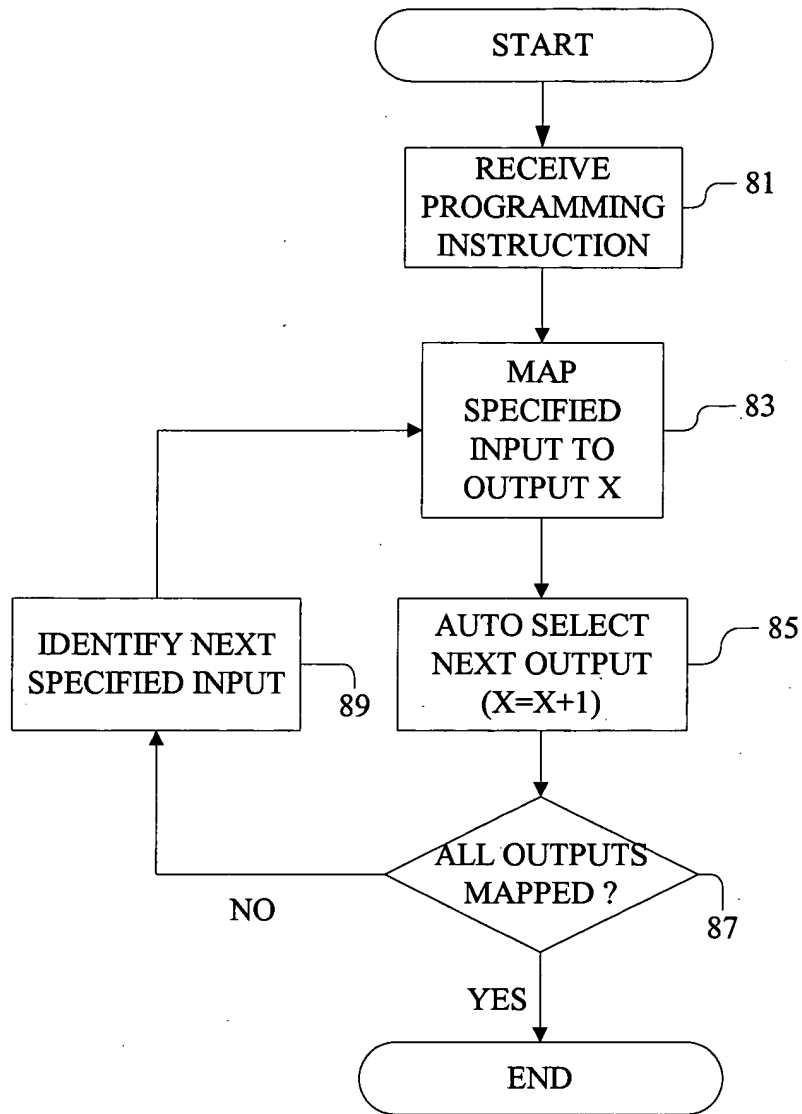 START
RECEIVE
PROGRAMMING
INSTRUCTION
81
MAP
SPECIFIED
INPUT TO
OUTPUT X
83
AUTO SELECT
NEXT OUTPUT
(X=X+1)
85
IDENTIFY NEXT
SPECIFIED INPUT
89
ALL OUTPUTS
MAPPED ?
87
NO
YES
END